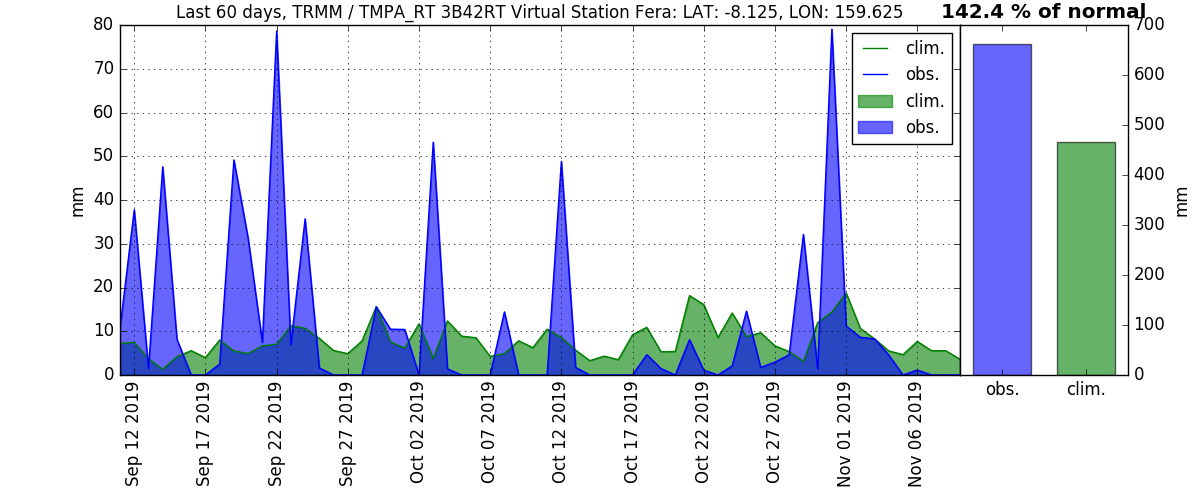 Last 60 days, TRMM / TMPA_RT 3B42RT Virtual Station Fera: LAT: -8.125, LON: 159.625
142.4 % of normal
80
70
60
50
40
30
20
10
0
mm
clim.
obs.
clim.
obs.
700
600
500
400
300
200
100
0
mm
Sep 12 2019
Sep 17 2019
Sep 22 2019
Sep 27 2019
Oct 02 2019
Oct 07 2019
Oct 12 2019
Oct 17 2019
Oct 22 2019
Oct 27 2019
Nov 01 2019
Nov 06 2019
obs.
clim.